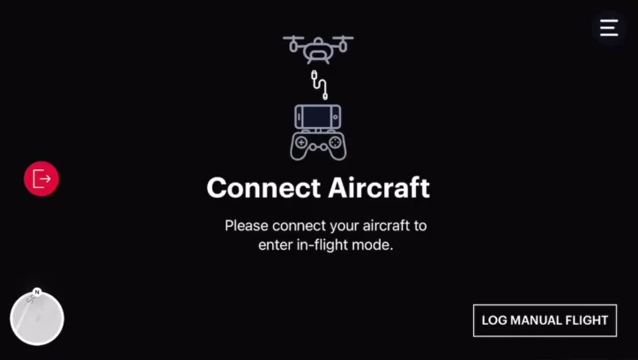 N
Connect Aircraft
Please connect your aircraft to
enter in-flight mode.
LOG MANUAL FLIGHT